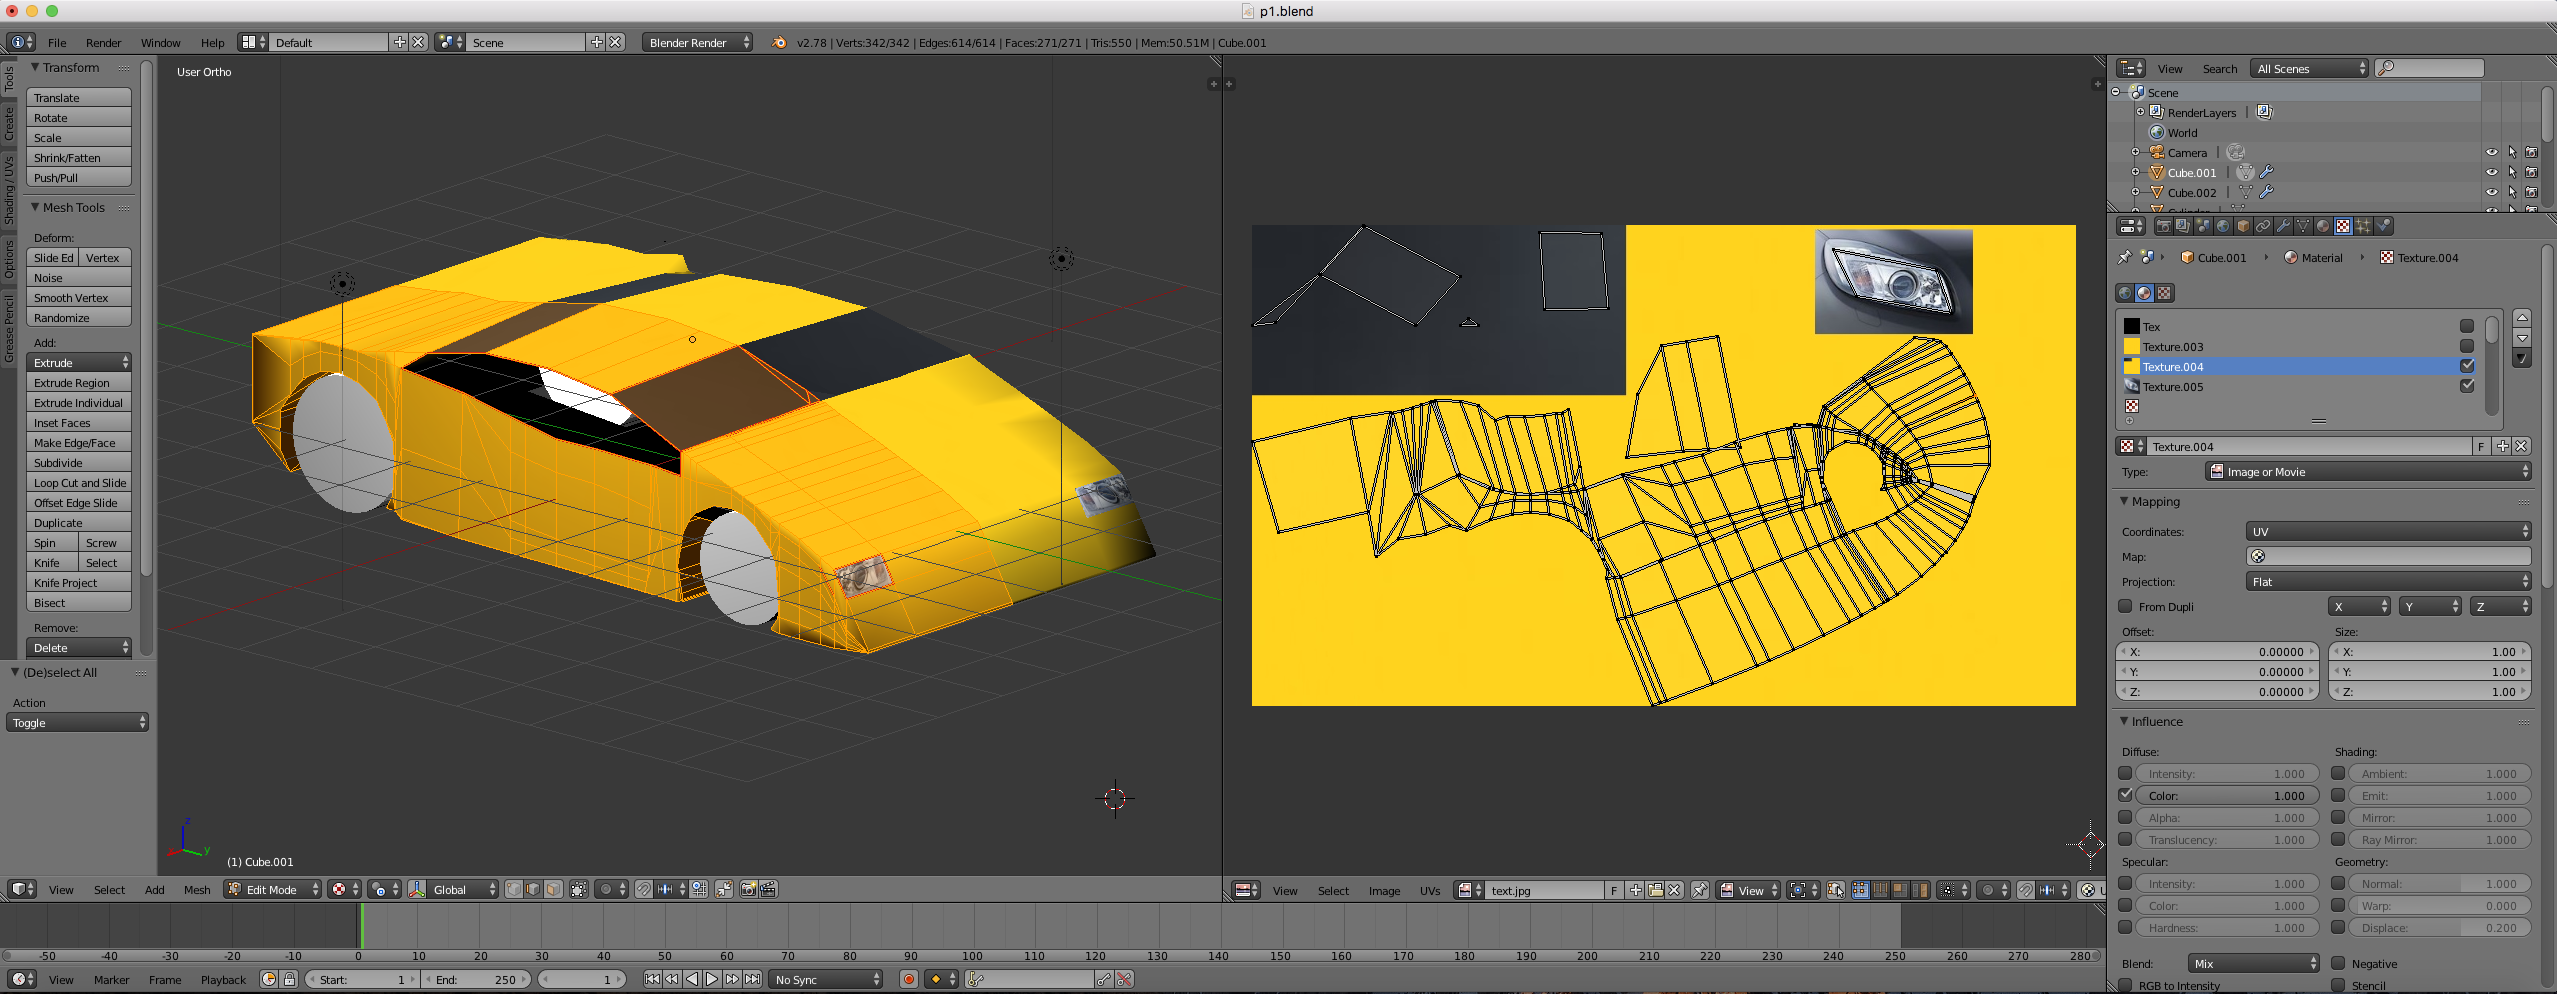 p1.blend
File Render Window Help Default Scene Blender Render v2.78 | Verts:342/342 | Edges:614/614 | Faces:271/271 | Tris:550 | Mem:50.51M | Cube.001
Tools
Create
Shading / UVs
Options
Grease Pencil
Transform
Translate
Rotate
Scale
Shrink/Fatten
Push/Pull
Mesh Tools
Deform:
Slide Ed Vertex
Noise
Smooth Vertex
Randomize
Add:
Extrude
Extrude Region
Extrude Individual
Inset Faces
Make Edge/Face
Subdivide
Loop Cut and Slide
Offset Edge Slide
Duplicate
Spin Screw
Knife Select
Knife Project
Bisect
Remove:
Delete
(De)select All
Action
Toggle
User Ortho
z
y
(1) Cube.001
View Select Add Mesh Edit Mode Global
View Select Image UVs text.jpg F View
View Search All Scenes
Scene
RenderLayers |
World
Camera |
Cube.001 |
Cube.002 |
Cube.001 Material Texture.004
Tex
Texture.003
Texture.004
Texture.005
Texture.004 F
Type: Image or Movie
Mapping
Coordinates: UV
Map:
Projection: Flat
From Dupli X Y Z
Offset: Size:
X: 0.00000 X: 1.00
Y: 0.00000 Y: 1.00
Z: 0.00000 Z: 1.00
Influence
Diffuse: Shading:
Intensity: 1.000 Ambient: 1.000
Color: 1.000 Emit: 1.000
Alpha: 1.000 Mirror: 1.000
Translucency: 1.000 Ray Mirror: 1.000
Specular: Geometry:
Intensity: 1.000 Normal: 1.000
Color: 1.000 Warp: 0.000
Hardness: 1.000 Displace: 0.200
Blend: Mix Negative
RGB to Intensity Stencil
-50 -40 -30 -20 -10 0 10 20 30 40 50 60 70 80 90 100 110 120 130 140 150 160 170 180 190 200 210 220 230 240 250 260 270 280
View Marker Frame Playback Start: 1 End: 250 1 No Sync